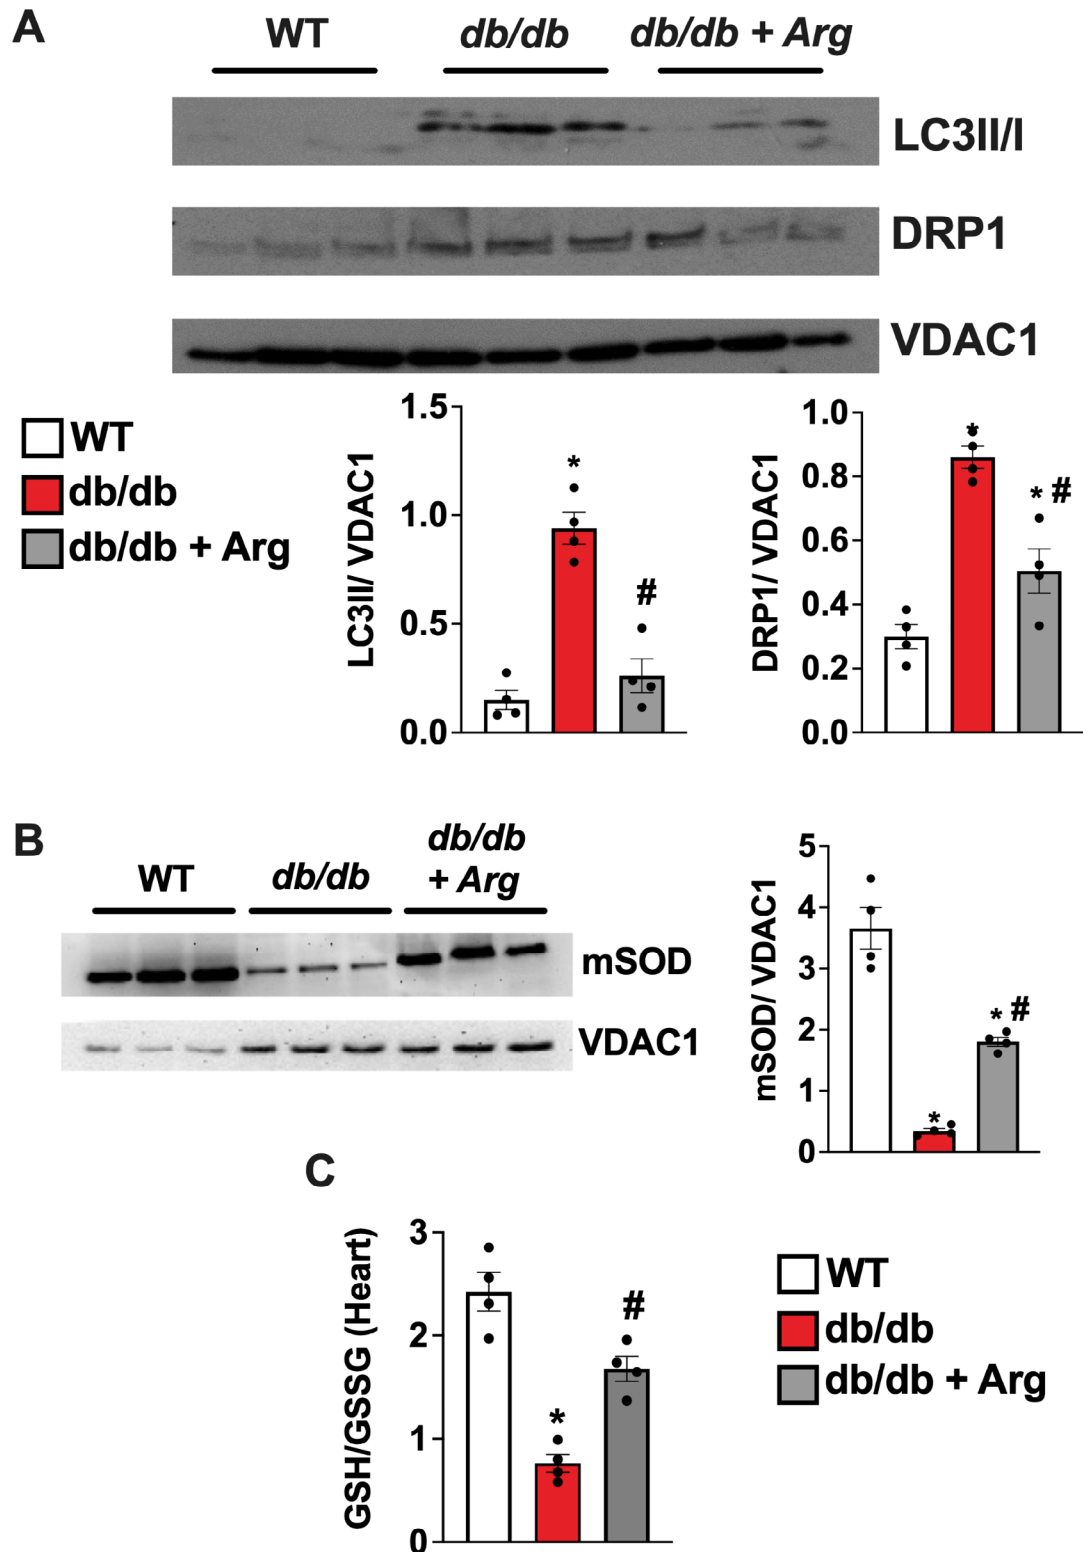 A
WT db/db db/db + Arg
LC3II/I
DRP1
VDAC1
WT
db/db
db/db + Arg
LC3II/ VDAC1
1.5
1.0
0.5
0.0
*
#
DRP1/ VDAC1
1.0
0.8
0.6
0.4
0.2
0.0
*
* #
B
WT db/db db/db
+ Arg
mSOD
VDAC1
mSOD/ VDAC1
5
4
3
2
1
0
*
* #
C
GSH/GSSG (Heart)
3
2
1
0
*
#
WT
db/db
db/db + Arg